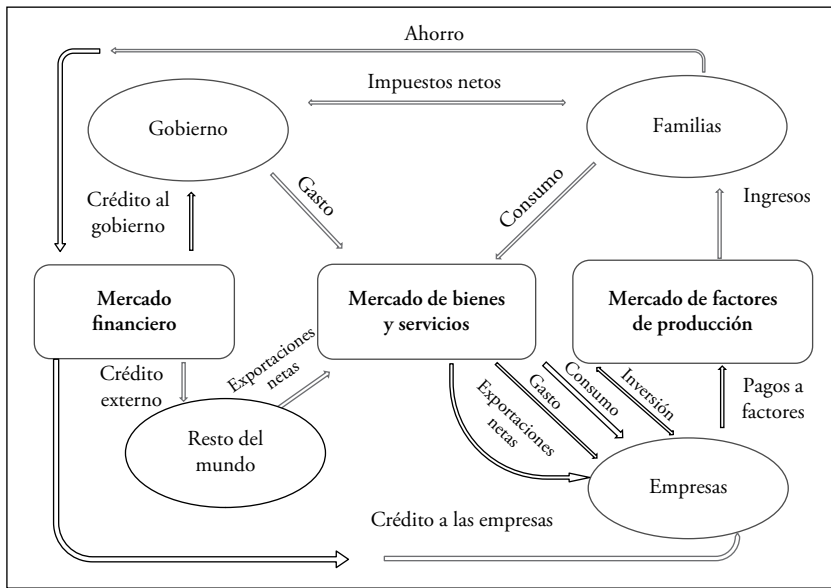 Ahorro
Impuestos netos
Gobierno
Familias
Crédito al
gobierno
Gasto
Consumo
Ingresos
Mercado
financiero
Mercado de bienes
y servicios
Mercado de factores
de producción
Crédito
externo
Exportaciones
netas
Exportaciones
netas
Gasto
Consumo
Inversión
Pagos a
factores
Resto del
mundo
Empresas
Crédito a las empresas